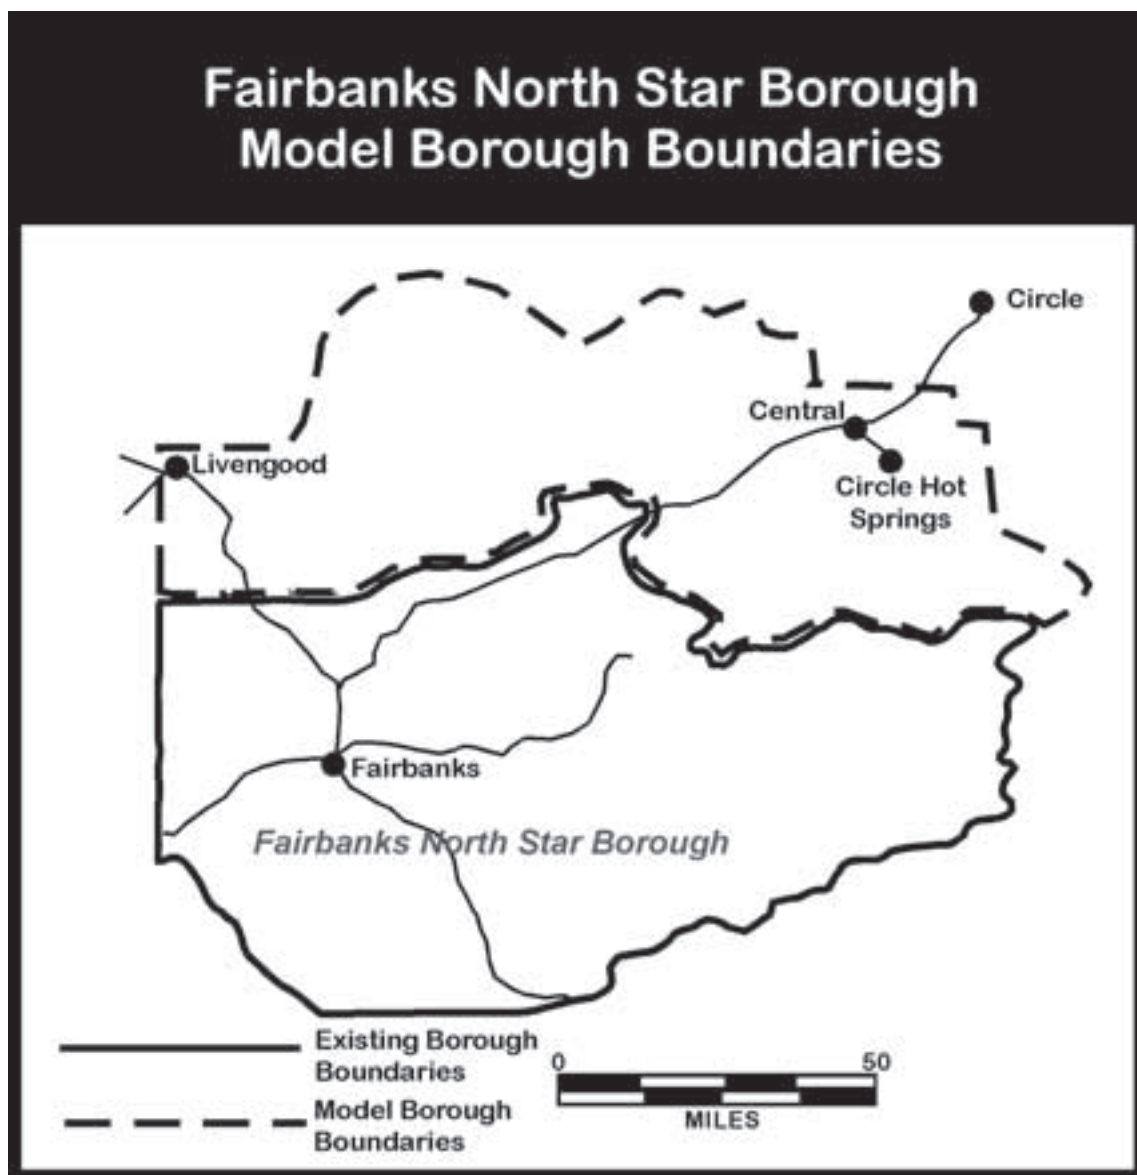 Fairbanks North Star Borough
Model Borough Boundaries
Circle
Central
Livengood
Circle Hot
Springs
Fairbanks
Fairbanks North Star Borough
Existing Borough
Boundaries
Model Borough
Boundaries
0 50
MILES